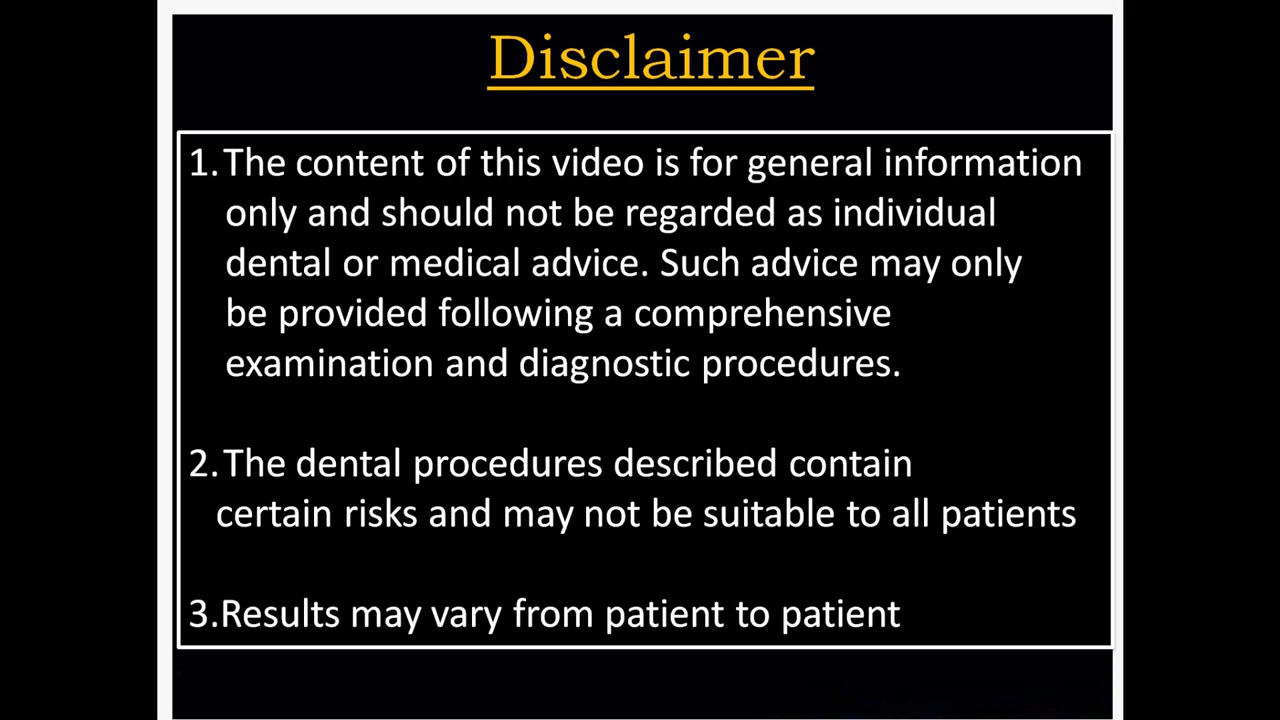 Disclaimer
1. The content of this video is for general information
only and should not be regarded as individual
dental or medical advice. Such advice may only
be provided following a comprehensive
examination and diagnostic procedures.
2. The dental procedures described contain
certain risks and may not be suitable to all patients
3.Results may vary from patient to patient